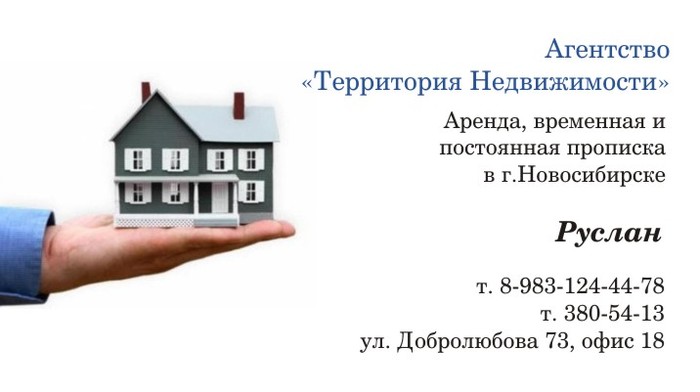 Агентство
«Территория Недвижимости»
Аренда, временная и
постоянная прописка
в г.Новосибирске
Руслан
т. 8-983-124-44-78
т. 380-54-13
ул. Добролюбова 73, офис 18